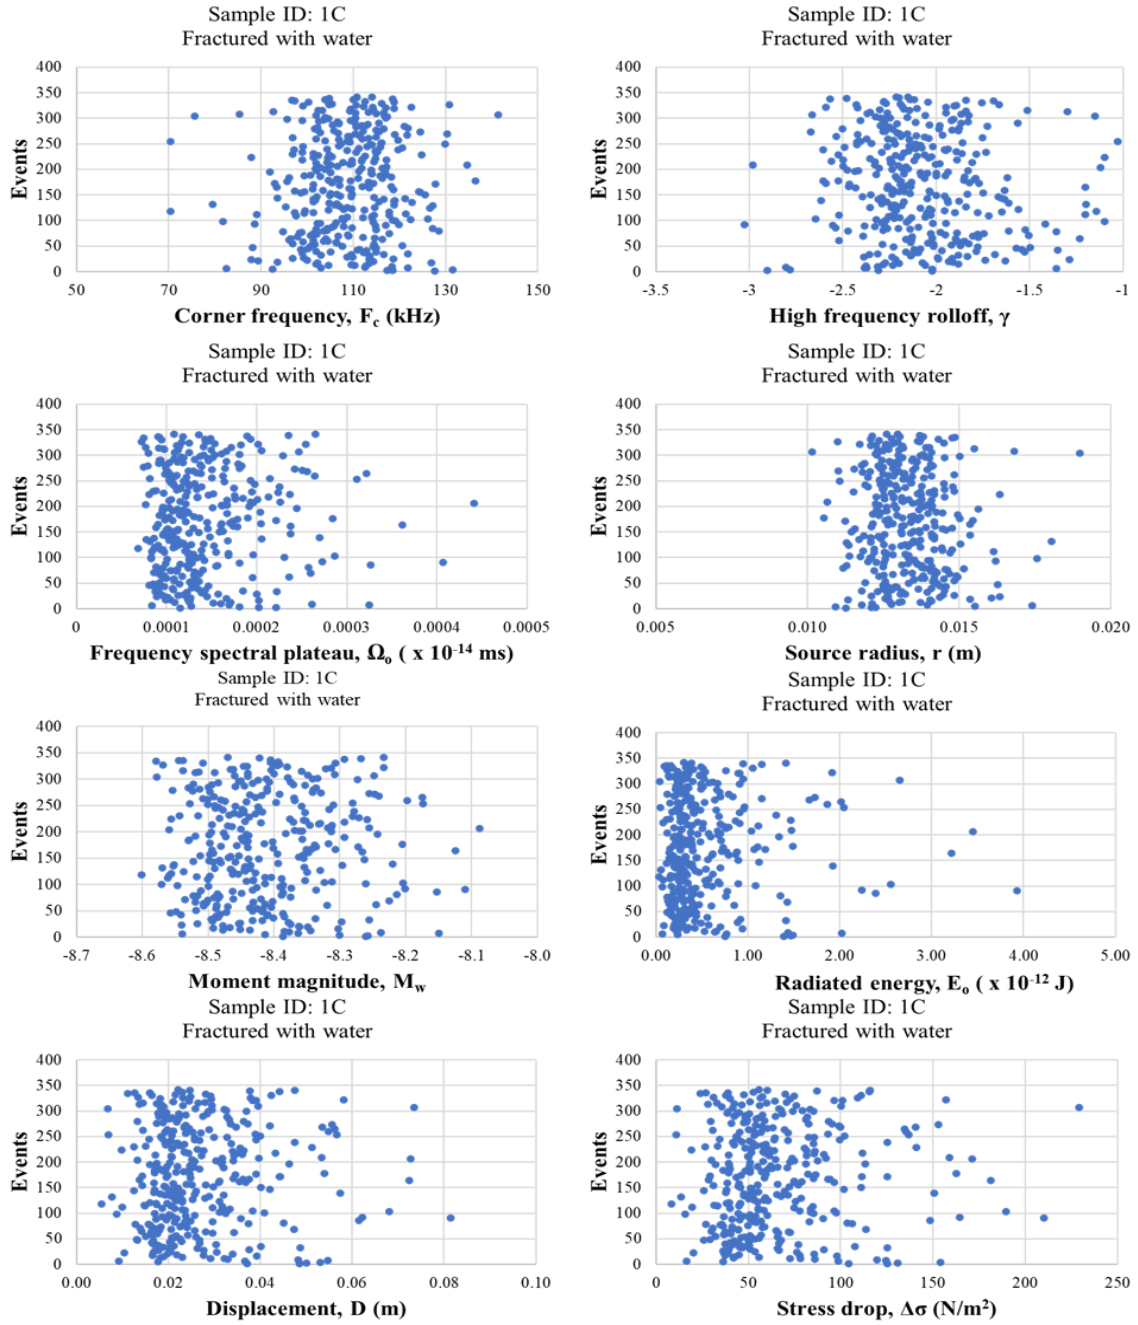 Sample ID: 1C
Fractured with water
400
350
300
250
200
150
100
50
0
Events
50 70 90 110 130 150
Corner frequency, Fc (kHz)
Sample ID: 1C
Fractured with water
400
350
300
250
200
150
100
50
0
Events
-3.5 -3 -2.5 -2 -1.5 -1
High frequency rolloff, γ
Sample ID: 1C
Fractured with water
400
350
300
250
200
150
100
50
0
Events
0 0.0001 0.0002 0.0003 0.0004 0.0005
Frequency spectral plateau, Ωo ( x 10-14 ms)
Sample ID: 1C
Fractured with water
400
350
300
250
200
150
100
50
0
Events
0.005 0.010 0.015 0.020
Source radius, r (m)
Sample ID: 1C
Fractured with water
400
350
300
250
200
150
100
50
0
Events
-8.7 -8.6 -8.5 -8.4 -8.3 -8.2 -8.1 -8.0
Moment magnitude, Mw
Sample ID: 1C
Fractured with water
400
350
300
250
200
150
100
50
0
Events
0.00 1.00 2.00 3.00 4.00 5.00
Radiated energy, Eo ( x 10-12 J)
Sample ID: 1C
Fractured with water
400
350
300
250
200
150
100
50
0
Events
0.00 0.02 0.04 0.06 0.08 0.10
Displacement, D (m)
Sample ID: 1C
Fractured with water
400
350
300
250
200
150
100
50
0
Events
0 50 100 150 200 250
Stress drop, Δσ (N/m2)